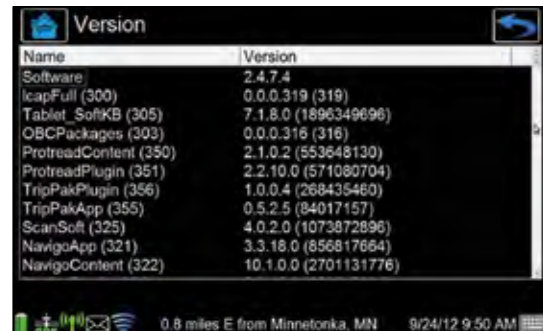 Version
Name Version
Software 2.4.7.4
IcapFull (300) 0.0.0.319 (319)
Tablet_SoftKB (305) 7.1.8.0 (1896349696)
OBCPackages (303) 0.0.0.316 (316)
ProtreadContent (350) 2.1.0.2 (553648130)
ProtreadPlugin (351) 2.2.10.0 (571080704)
TripPakPlugin (356) 1.0.0.4 (268435460)
TripPakApp (355) 0.5.2.5 (84017157)
ScanSoft (325) 4.0.2.0 (1073872896)
NavigoApp (321) 3.3.18.0 (856817664)
NavigoContent (322) 10.1.0.0 (2701131776)
0.8 miles E from Minnetonka, MN 9/24/12 9:50 AM